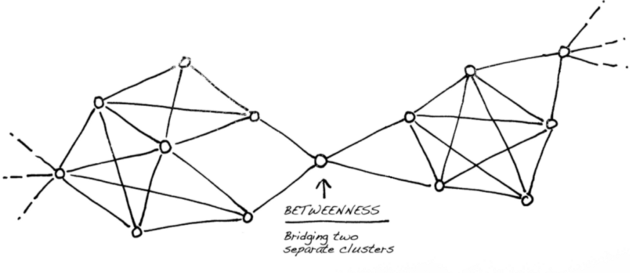 BETWEENNESS
Bridging two
separate clusters